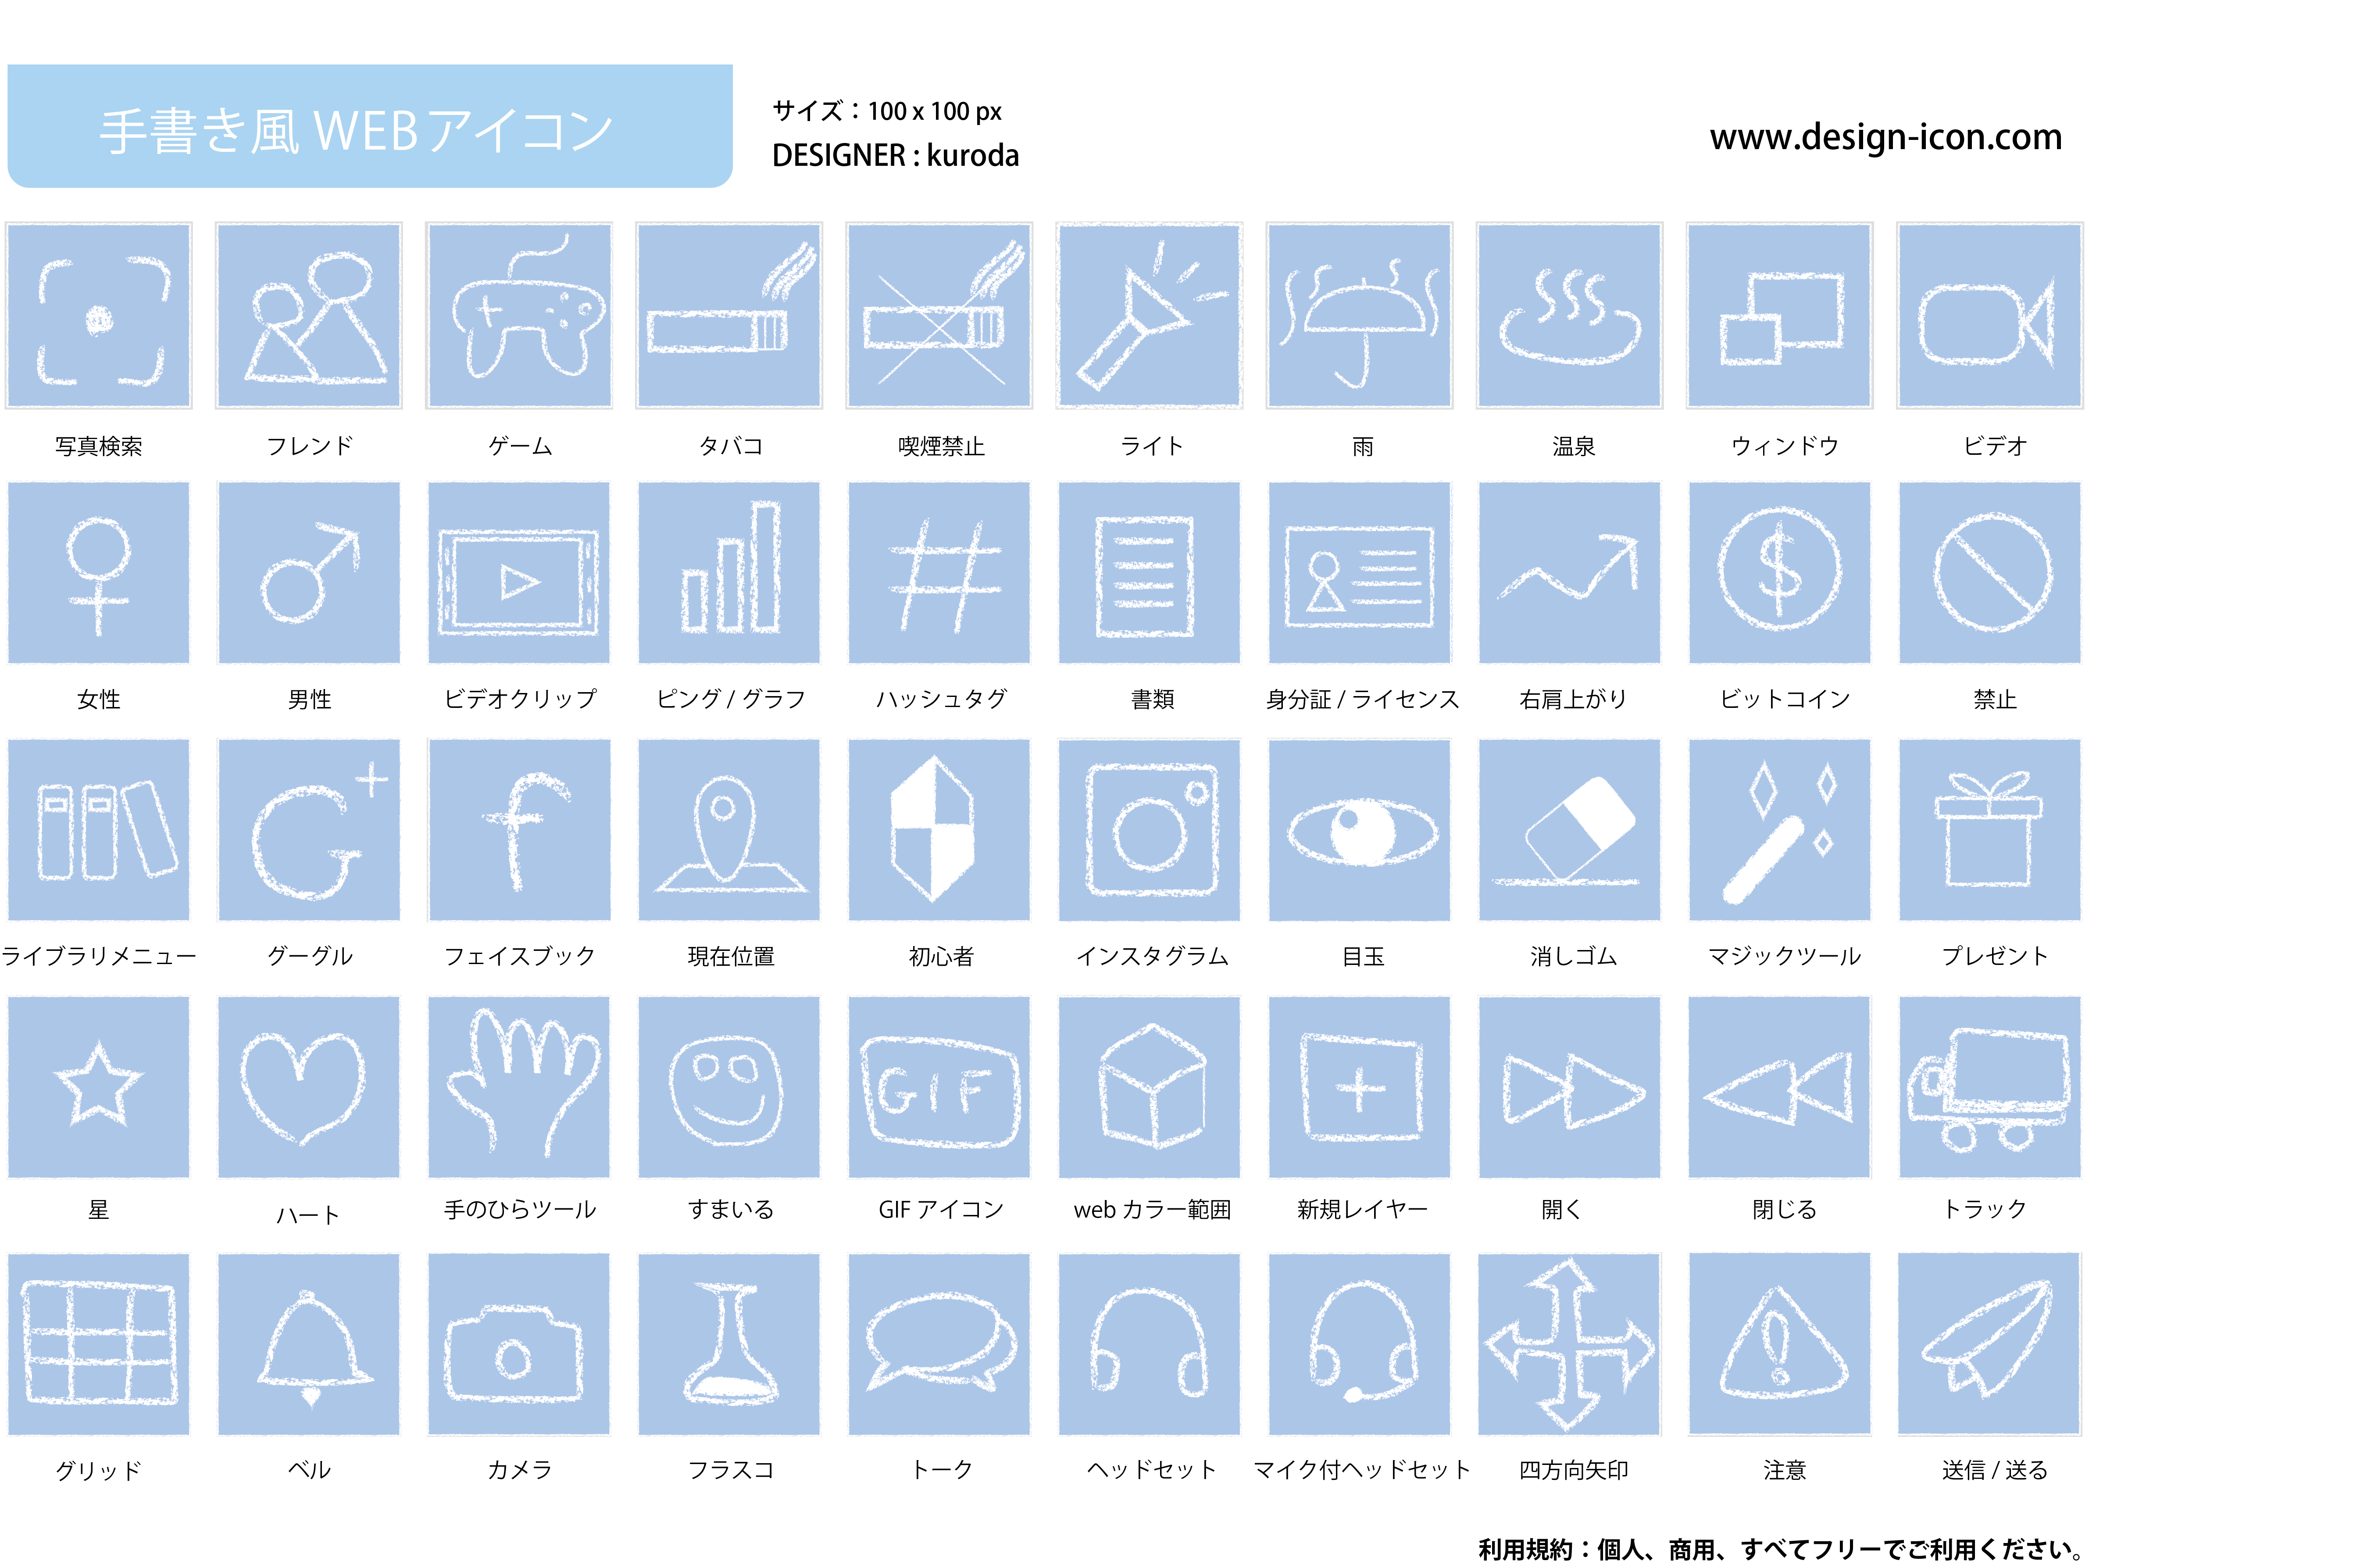 手書き風 WEB アイコン
サイズ：100 x 100 px
DESIGNER : kuroda
www.design-icon.com
写真検索
フレンド
ゲーム
タバコ
喫煙禁止
ライト
雨
温泉
ウィンドウ
ビデオ
女性
男性
ビデオクリップ
ピング / グラフ
ハッシュタグ
書類
身分証 / ライセンス
右肩上がり
ビットコイン
禁止
ライブラリメニュー
グーグル
フェイスブック
現在位置
初心者
インスタグラム
目玉
消しゴム
マジックツール
プレゼント
GIF
星
ハート
手のひらツール
すまいる
GIF アイコン
web カラー範囲
新規レイヤー
開く
閉じる
トラック
グリッド
ベル
カメラ
フラスコ
トーク
ヘッドセット
マイク付ヘッドセット
四方向矢印
注意
送信 / 送る
利用規約：個人、商用、すべてフリーでご利用ください。